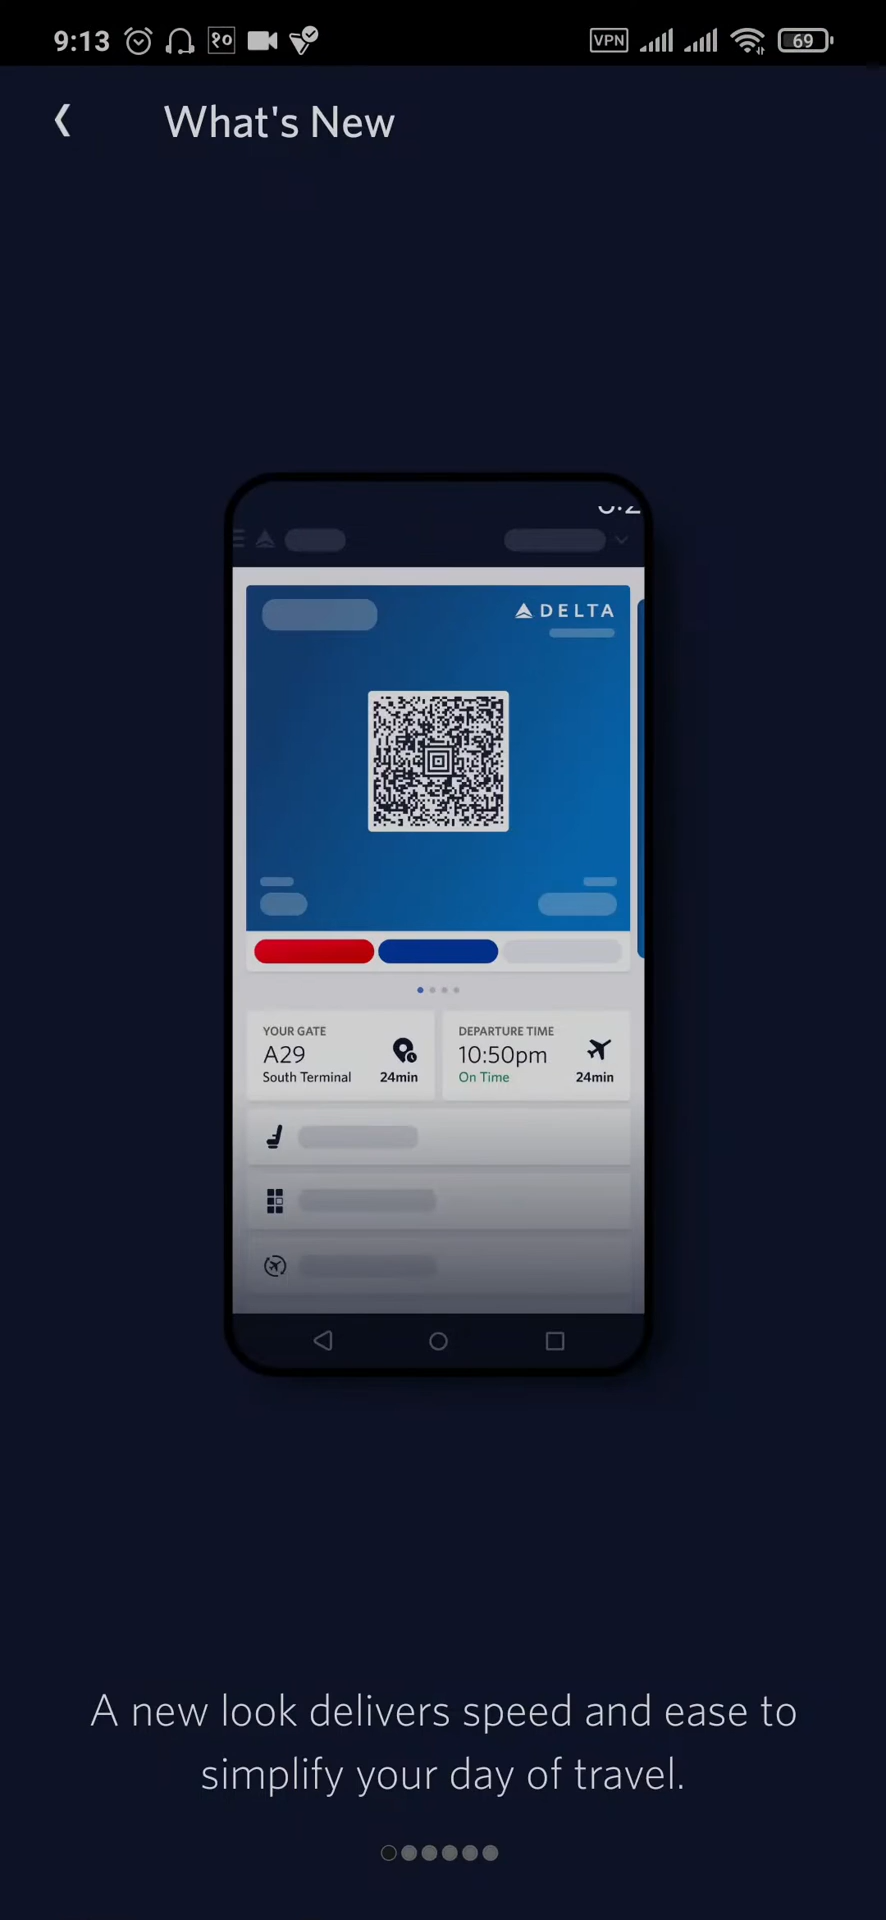 9:13 १० VPN 69
What's New
DELTA
YOUR GATE
A29
South Terminal 24min
DEPARTURE TIME
10:50pm
On Time 24min
A new look delivers speed and ease to
simplify your day of travel.